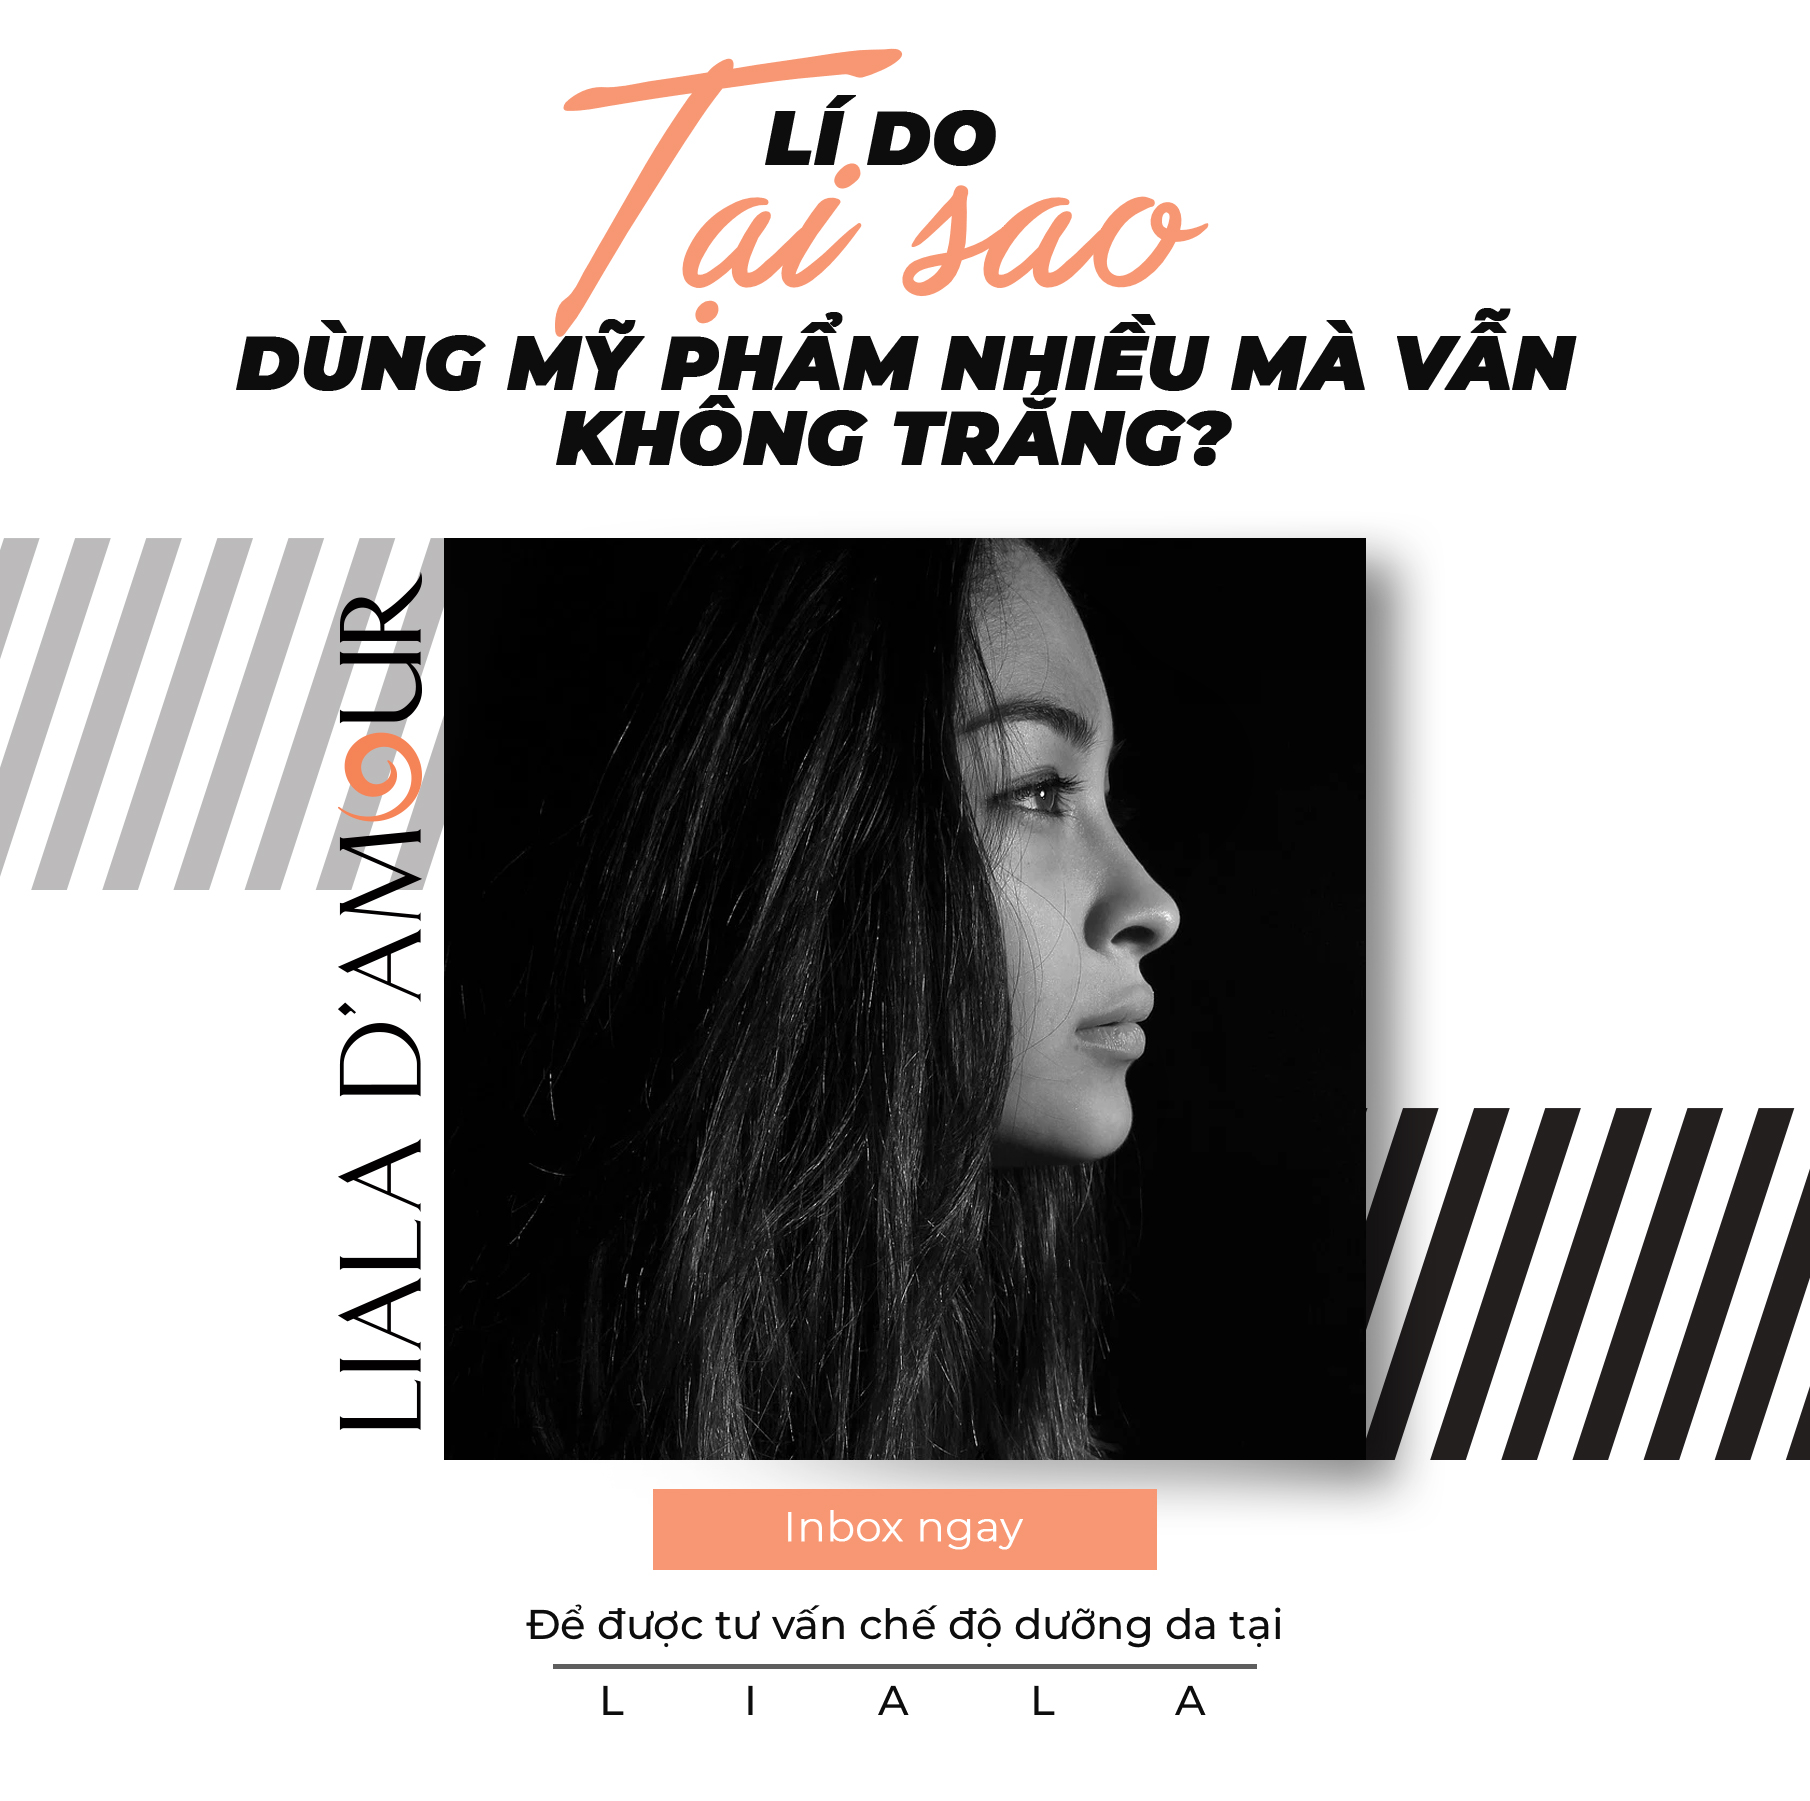 LÍ DO
Tại sao
DÙNG MỸ PHẨM NHIỀU MÀ VẪN
KHÔNG TRẮNG?
LIALA D'AMOUR
Inbox ngay
Để được tư vấn chế độ dưỡng da tại
L I A L A